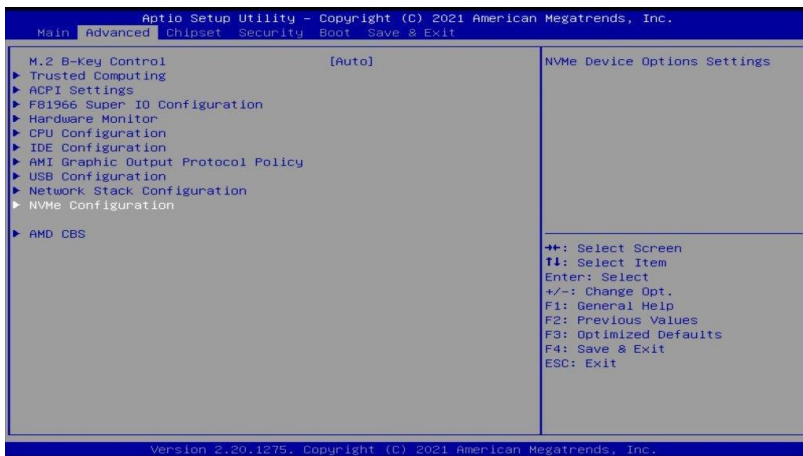 Aptio Setup Utility – Copyright (C) 2021 American Megatrends, Inc.
Main Advanced Chipset Security Boot Save & Exit
M.2 B-Key Control [Auto]
▶ Trusted Computing
▶ ACPI Settings
▶ F81966 Super IO Configuration
▶ Hardware Monitor
▶ CPU Configuration
▶ IDE Configuration
▶ AMI Graphic Output Protocol Policy
▶ USB Configuration
▶ Network Stack Configuration
▶ NVMe Configuration
▶ AMD CBS
NVMe Device Options Settings
→←: Select Screen
↑↓: Select Item
Enter: Select
+/-: Change Opt.
F1: General Help
F2: Previous Values
F3: Optimized Defaults
F4: Save & Exit
ESC: Exit
Version 2.20.1275. Copyright (C) 2021 American Megatrends, Inc.